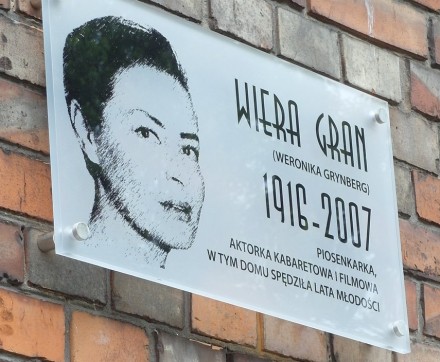 WIERA GRAN
(WERONIKA GRYNBERG)
1916-2007
PIOSENKARKA,
AKTORKA KABARETOWA I FILMOWA
W TYM DOMU SPĘDZIŁA LATA MŁODOŚCI